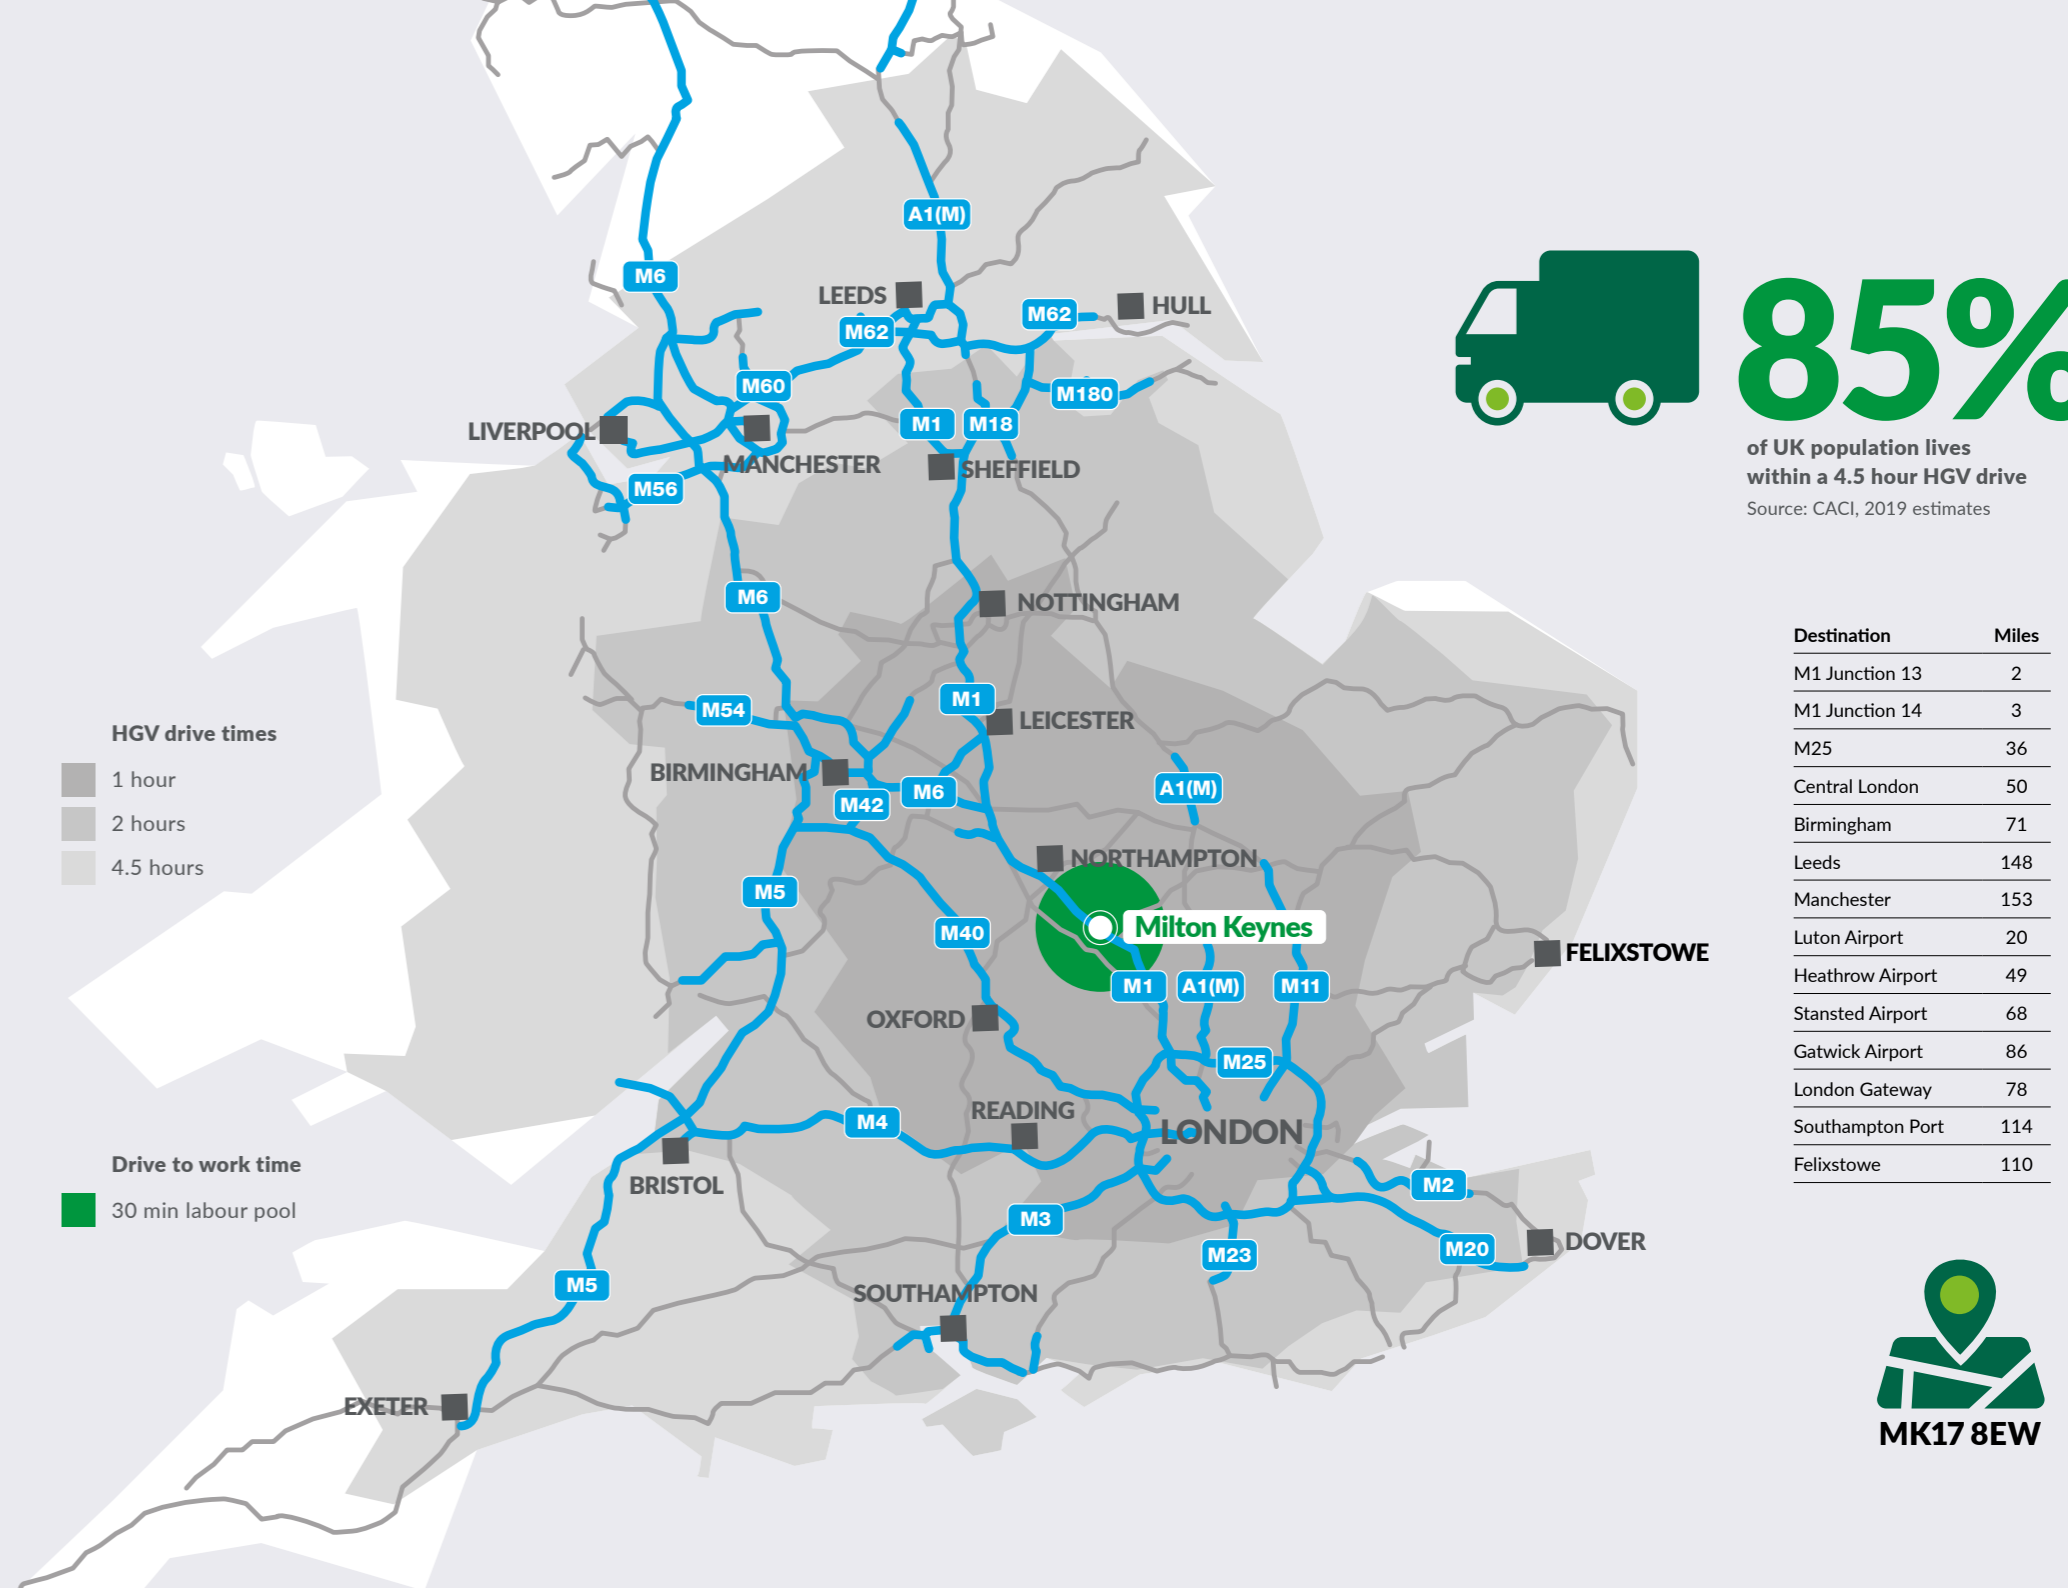 A1(M)
M6
LEEDS
M62
M62
HULL
M60
M180
LIVERPOOL
M1
M18
MANCHESTER
SHEFFIELD
M56
85%
of UK population lives
within a 4.5 hour HGV drive
Source: CACI, 2019 estimates
M6
NOTTINGHAM
M54
M1
LEICESTER
BIRMINGHAM
M42
M6
A1(M)
NORTHAMPTON
M5
M40
Milton Keynes
FELIXSTOWE
M1
A1(M)
M11
OXFORD
M25
M4
READING
LONDON
BRISTOL
M3
M2
M23
M20
DOVER
M5
SOUTHAMPTON
EXETER
HGV drive times
1 hour
2 hours
4.5 hours
Drive to work time
30 min labour pool
Destination Miles
M1 Junction 13 2
M1 Junction 14 3
M25 36
Central London 50
Birmingham 71
Leeds 148
Manchester 153
Luton Airport 20
Heathrow Airport 49
Stansted Airport 68
Gatwick Airport 86
London Gateway 78
Southampton Port 114
Felixstowe 110
MK17 8EW